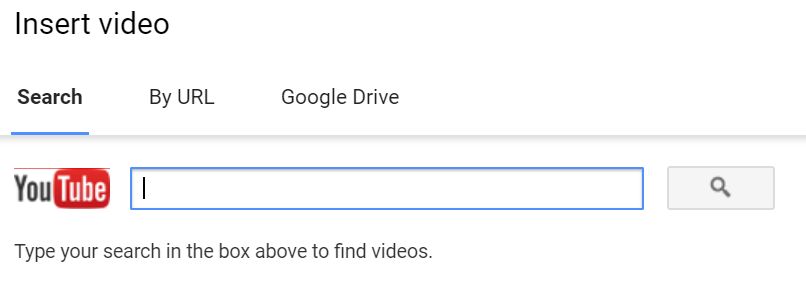 Insert video
Search By URL Google Drive
YouTube
Type your search in the box above to find videos.